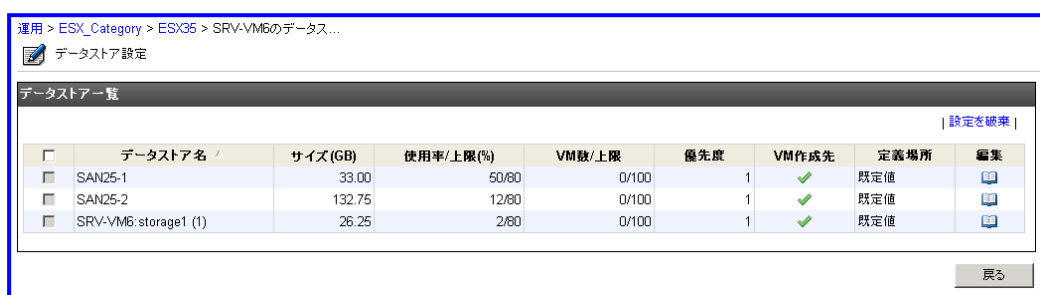 運用 > ESX_Category > ESX35 > SRV-VM6のデータス...
データストア設定
データストア一覧
| 設定を破棄 |
データストア名 サイズ(GB) 使用率/上限(%) VM数/上限 優先度 VM作成先 定義場所 編集
SAN25-1 33.00 50/80 0/100 1 既定値
SAN25-2 132.75 12/80 0/100 1 既定値
SRV-VM6:storage1 (1) 26.25 2/80 0/100 1 既定値
戻る